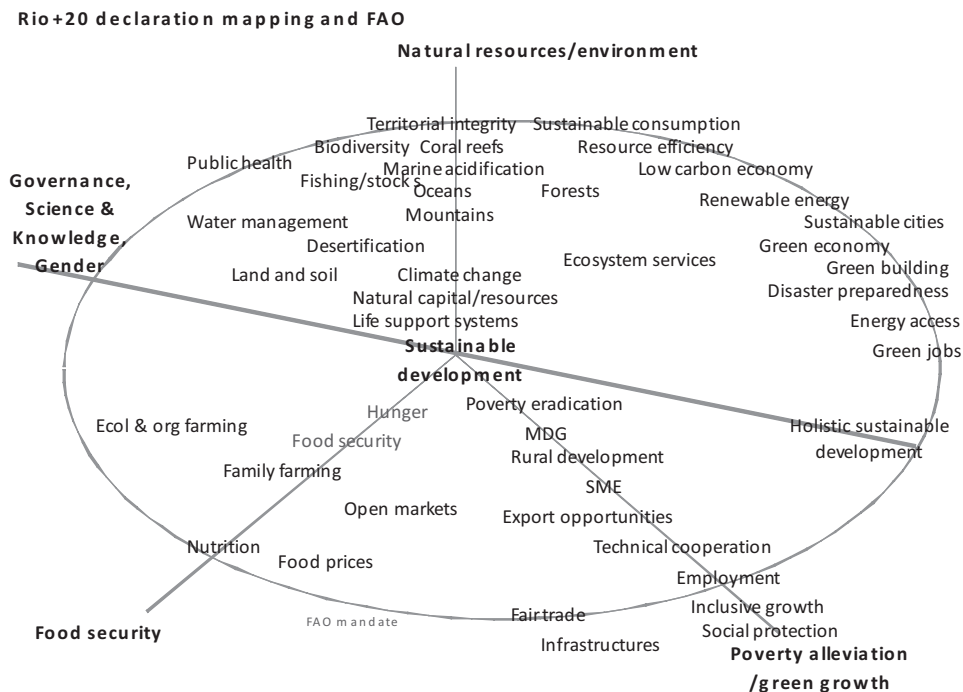 Rio+20 declaration mapping and FAO
Natural resources/environment
Territorial integrity
Sustainable consumption
Biodiversity
Coral reefs
Resource efficiency
Public health
Marine acidification
Low carbon economy
Fishing/stocks
Oceans
Forests
Governance,
Science &
Knowledge,
Gender
Renewable energy
Water management
Mountains
Sustainable cities
Desertification
Green economy
Ecosystem services
Land and soil
Climate change
Green building
Natural capital/resources
Disaster preparedness
Life support systems
Energy access
Sustainable
development
Green jobs
Hunger
Poverty eradication
Ecol & org farming
Food security
MDG
Holistic sustainable
development
Family farming
Rural development
SME
Open markets
Export opportunities
Nutrition
Technical cooperation
Food prices
Employment
Fair trade
Inclusive growth
FAO mandate
Social protection
Food security
Infrastructures
Poverty alleviation
/green growth